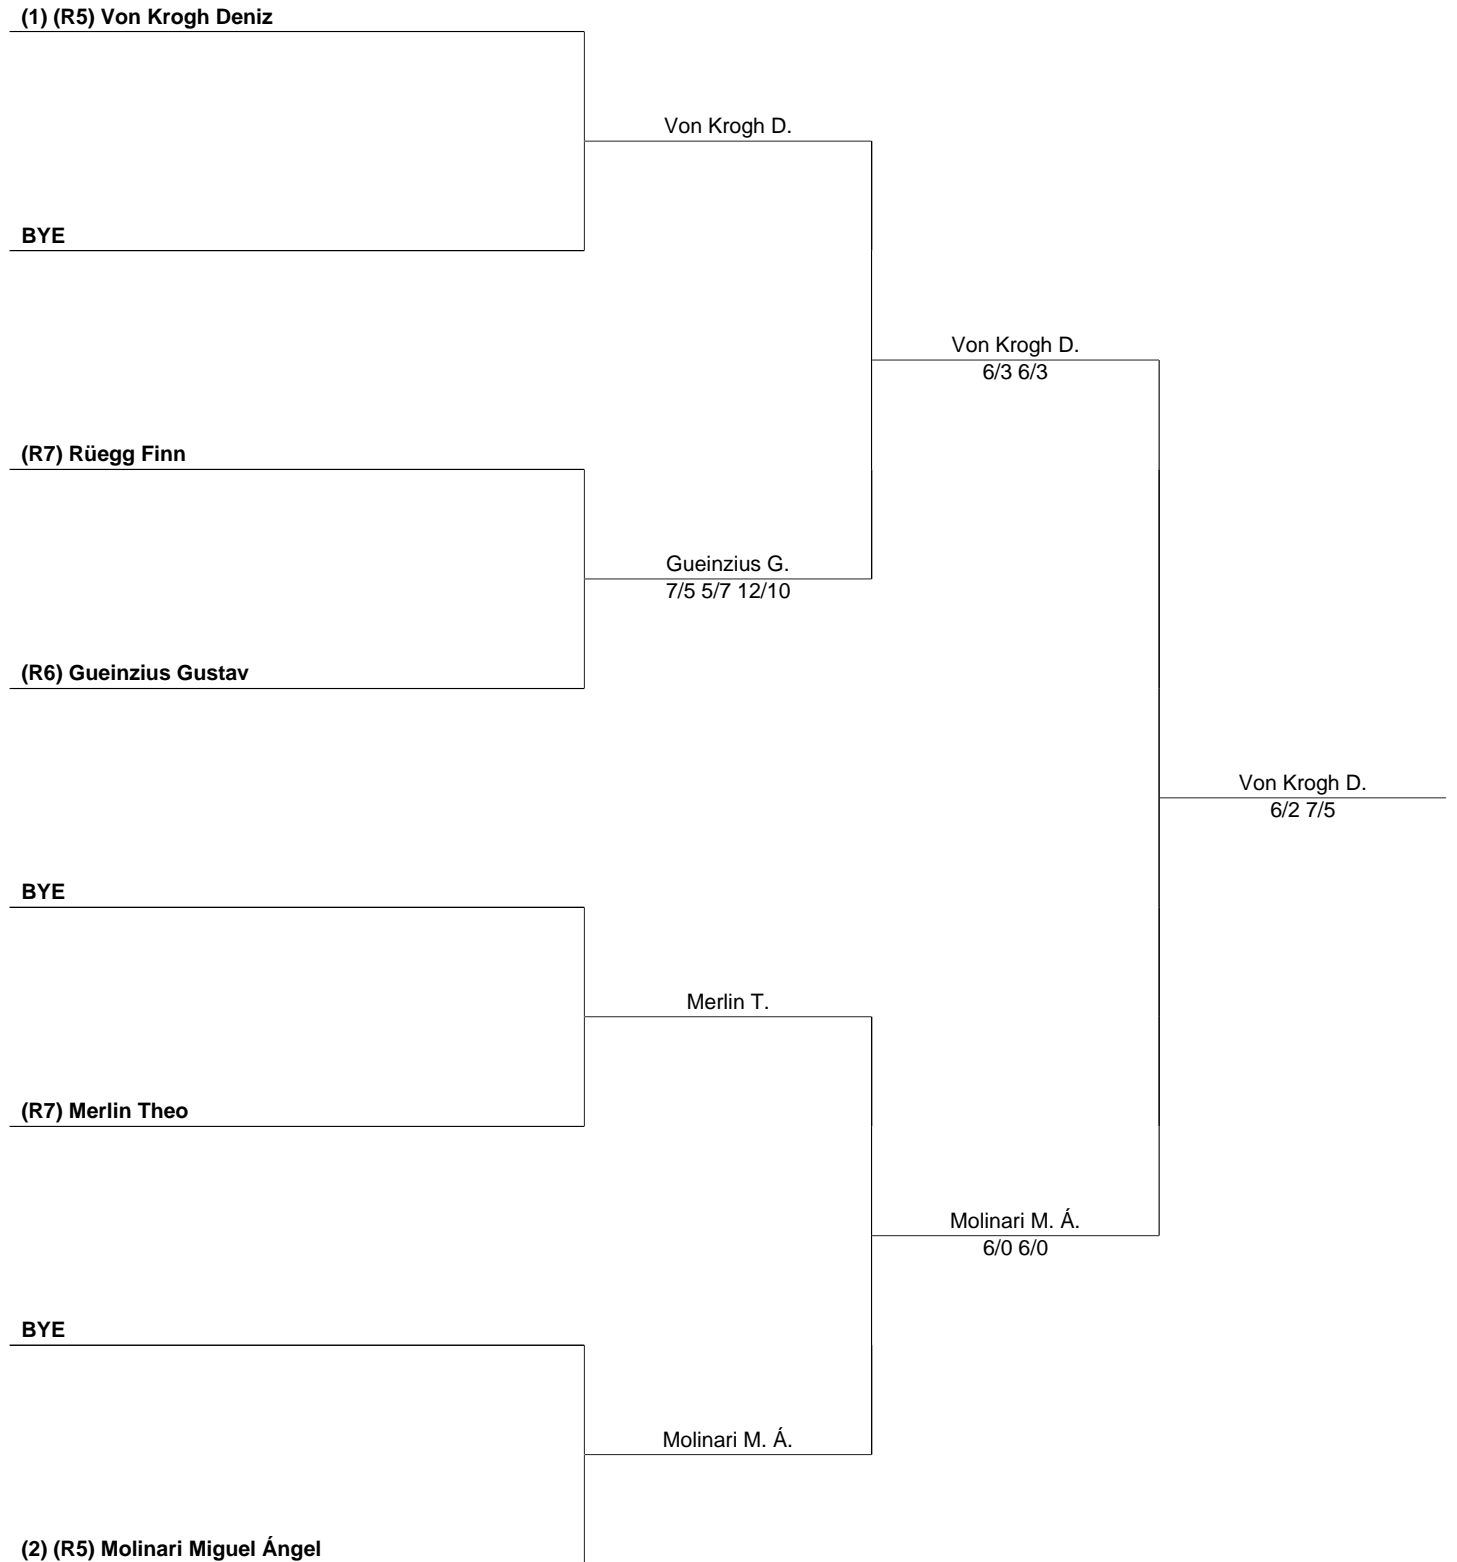 (1) (R5) Von Krogh Deniz
Von Krogh D.
BYE
Von Krogh D.
6/3 6/3
(R7) Rüegg Finn
Gueinzius G.
7/5 5/7 12/10
(R6) Gueinzius Gustav
Von Krogh D.
6/2 7/5
BYE
Merlin T.
(R7) Merlin Theo
Molinari M. Á.
6/0 6/0
BYE
Molinari M. Á.
(2) (R5) Molinari Miguel Ángel